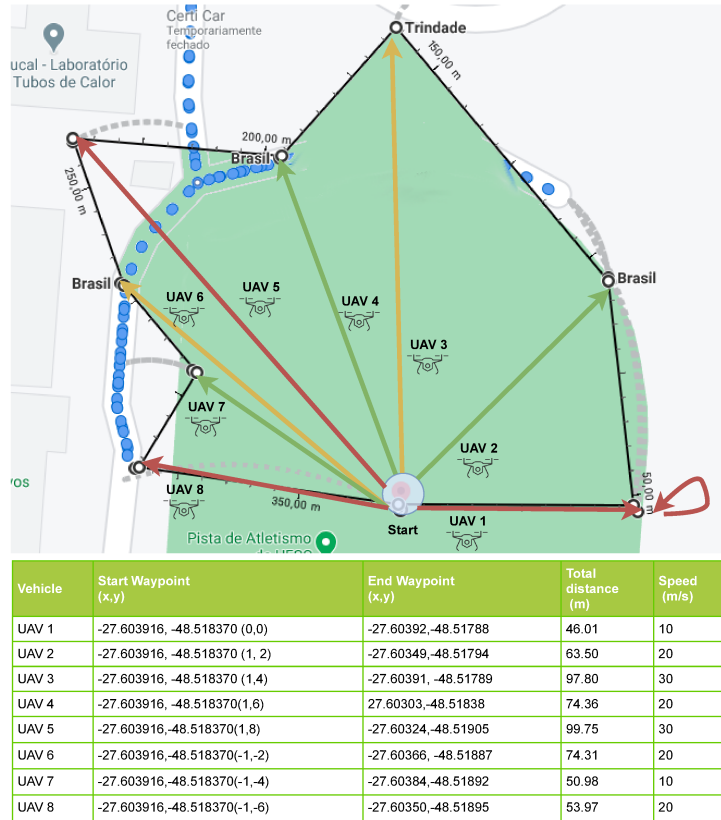 Certi Car
Temporariamente
fechado
Trindade
150,00 m
ucal - Laboratório
Tubos de Calor
200,00 m
Brasil
250,00 m
Brasil
Brasil
UAV 6
UAV 5
UAV 4
UAV 3
UAV 7
UAV 2
UAV 8
350,00 m
50,00 m
os
Start
UAV 1
Pista de Atletismo
Vehicle
Start Waypoint
(x,y)
End Waypoint
(x,y)
Total
distance
(m)
Speed
(m/s)
UAV 1 -27.603916, -48.518370 (0,0) -27.60392,-48.51788 46.01 10
UAV 2 -27.603916, -48.518370 (1, 2) -27.60349,-48.51794 63.50 20
UAV 3 -27.603916, -48.518370 (1,4) -27.60391, -48.51789 97.80 30
UAV 4 -27.603916, -48.518370(1,6) 27.60303,-48.51838 74.36 20
UAV 5 -27.603916,-48.518370(1,8) -27.60324,-48.51905 99.75 30
UAV 6 -27.603916,-48.518370(-1,-2) -27.60366, -48.51887 74.31 20
UAV 7 -27.603916,-48.518370(-1,-4) -27.60384,-48.51892 50.98 10
UAV 8 -27.603916,-48.518370(-1,-6) -27.60350,-48.51895 53.97 20